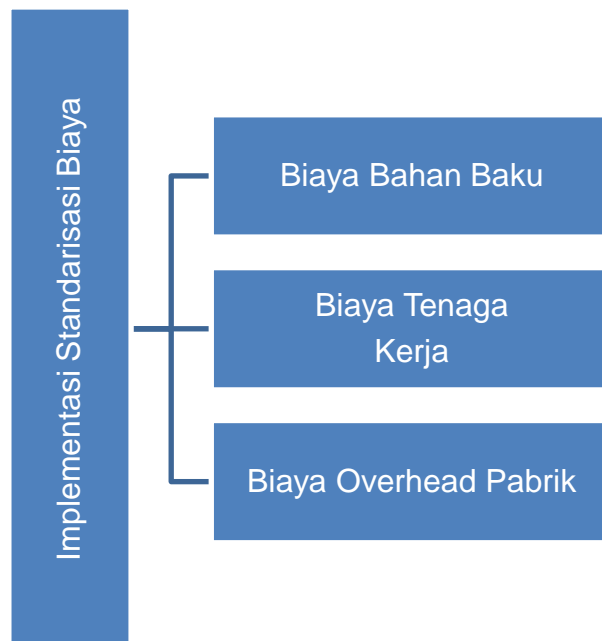 Implementasi Standarisasi Biaya
Biaya Bahan Baku
Biaya Tenaga
Kerja
Biaya Overhead Pabrik